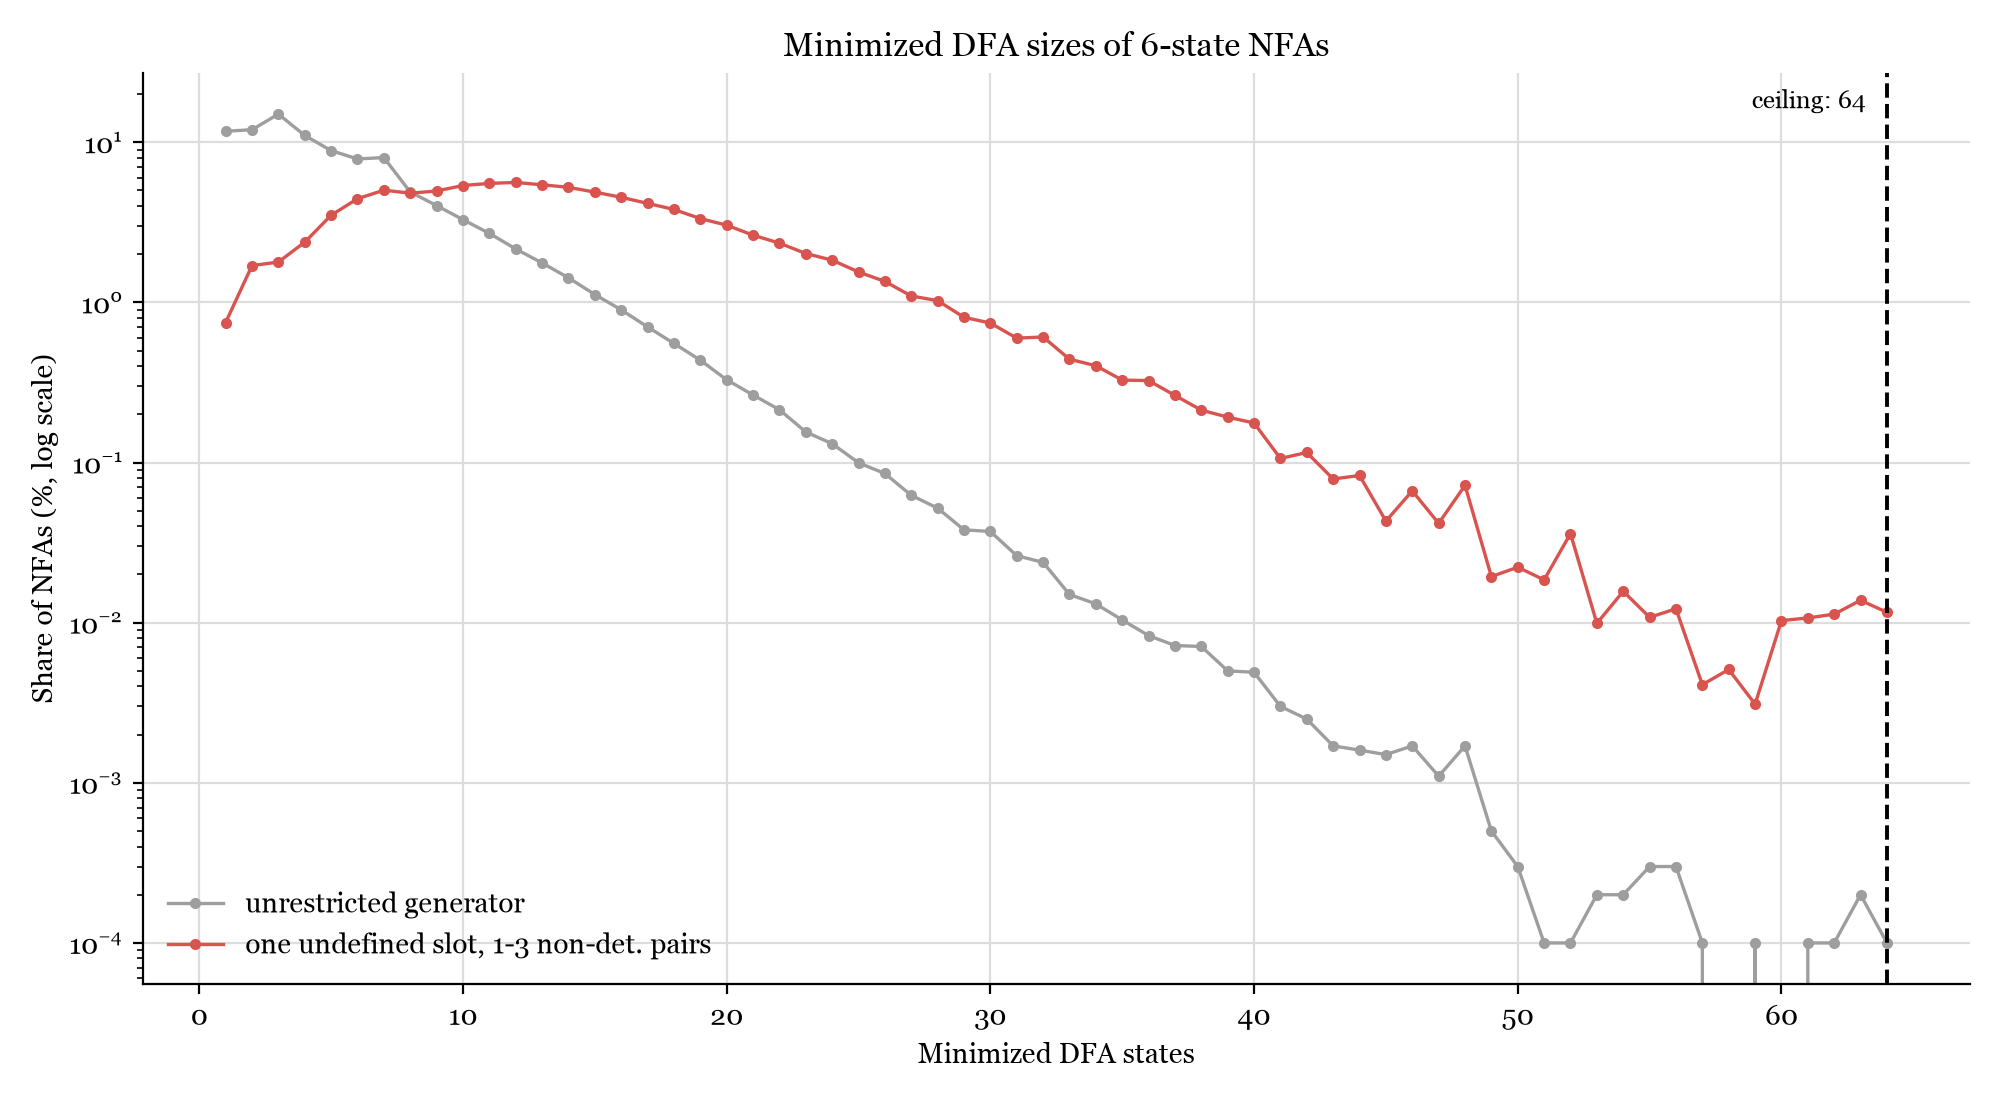 Minimized DFA sizes of 6-state NFAs
ceiling: 64
10¹
10⁰
10⁻¹
10⁻²
10⁻³
10⁻⁴
Share of NFAs (%, log scale)
unrestricted generator
one undefined slot, 1-3 non-det. pairs
0 10 20 30 40 50 60
Minimized DFA states